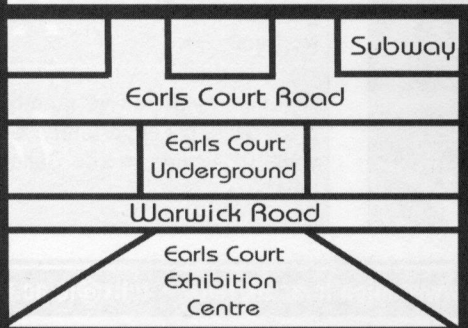 Subway
Earls Court Road
Earls Court
Underground
Warwick Road
Earls Court
Exhibition
Centre